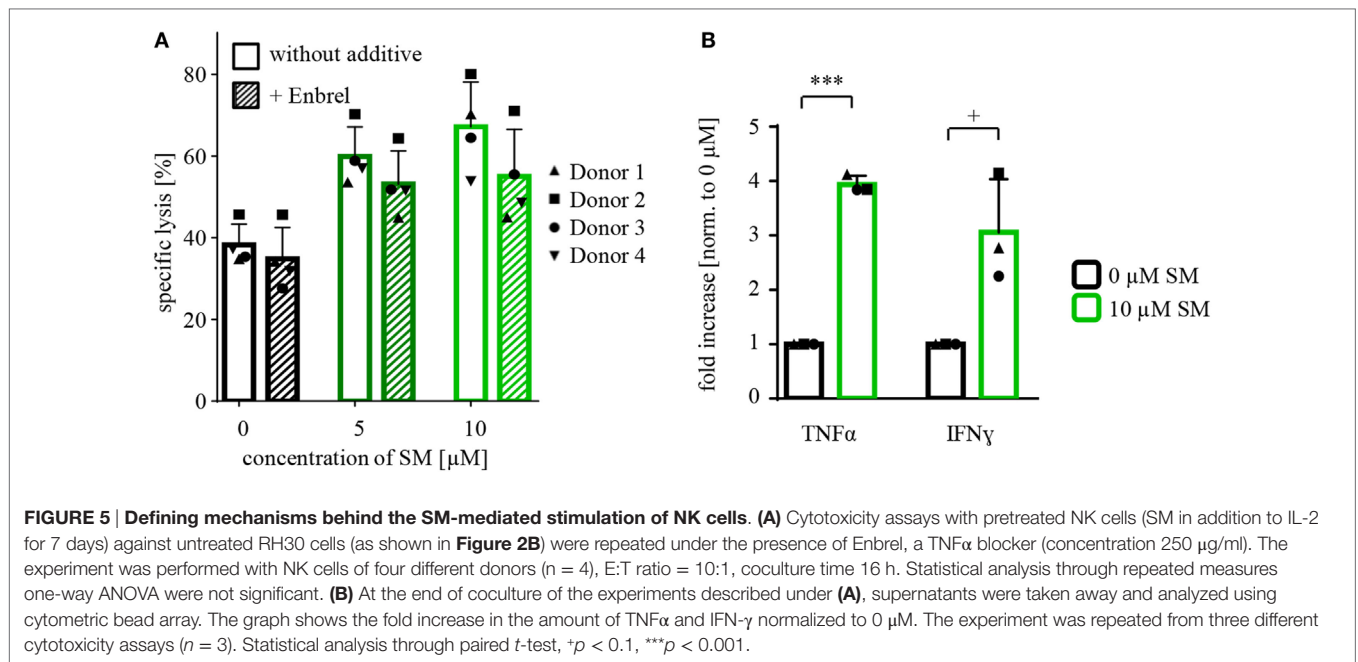 A
without additive
+ Enbrel
80
60
40
20
0
specific lysis [%]
0 5 10
concentration of SM [µM]
Donor 1
Donor 2
Donor 3
Donor 4
B
*** +
5
4
3
2
1
0
fold increase [norm. to 0 µM]
TNFα IFNγ
0 µM SM
10 µM SM
FIGURE 5 | Defining mechanisms behind the SM-mediated stimulation of NK cells. (A) Cytotoxicity assays with pretreated NK cells (SM in addition to IL-2
for 7 days) against untreated RH30 cells (as shown in Figure 2B) were repeated under the presence of Enbrel, a TNFα blocker (concentration 250 µg/ml). The
experiment was performed with NK cells of four different donors (n = 4), E:T ratio = 10:1, coculture time 16 h. Statistical analysis through repeated measures
one-way ANOVA were not significant. (B) At the end of coculture of the experiments described under (A), supernatants were taken away and analyzed using
cytometric bead array. The graph shows the fold increase in the amount of TNFα and IFN-γ normalized to 0 µM. The experiment was repeated from three different
cytotoxicity assays (n = 3). Statistical analysis through paired t-test, +p < 0.1, ***p < 0.001.